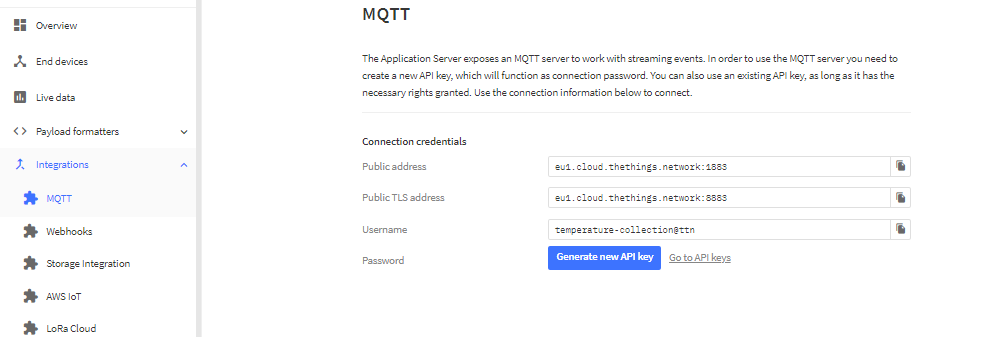 Overview
End devices
Live data
Payload formatters
Integrations
MQTT
Webhooks
Storage Integration
AWS IoT
LoRa Cloud
MQTT
The Application Server exposes an MQTT server to work with streaming events. In order to use the MQTT server you need to
create a new API key, which will function as connection password. You can also use an existing API key, as long as it has the
necessary rights granted. Use the connection information below to connect.
Connection credentials
Public address
eu1.cloud.thethings.network:1883
Public TLS address
eu1.cloud.thethings.network:8883
Username
temperature-collection@ttn
Password
Generate new API key
Go to API keys